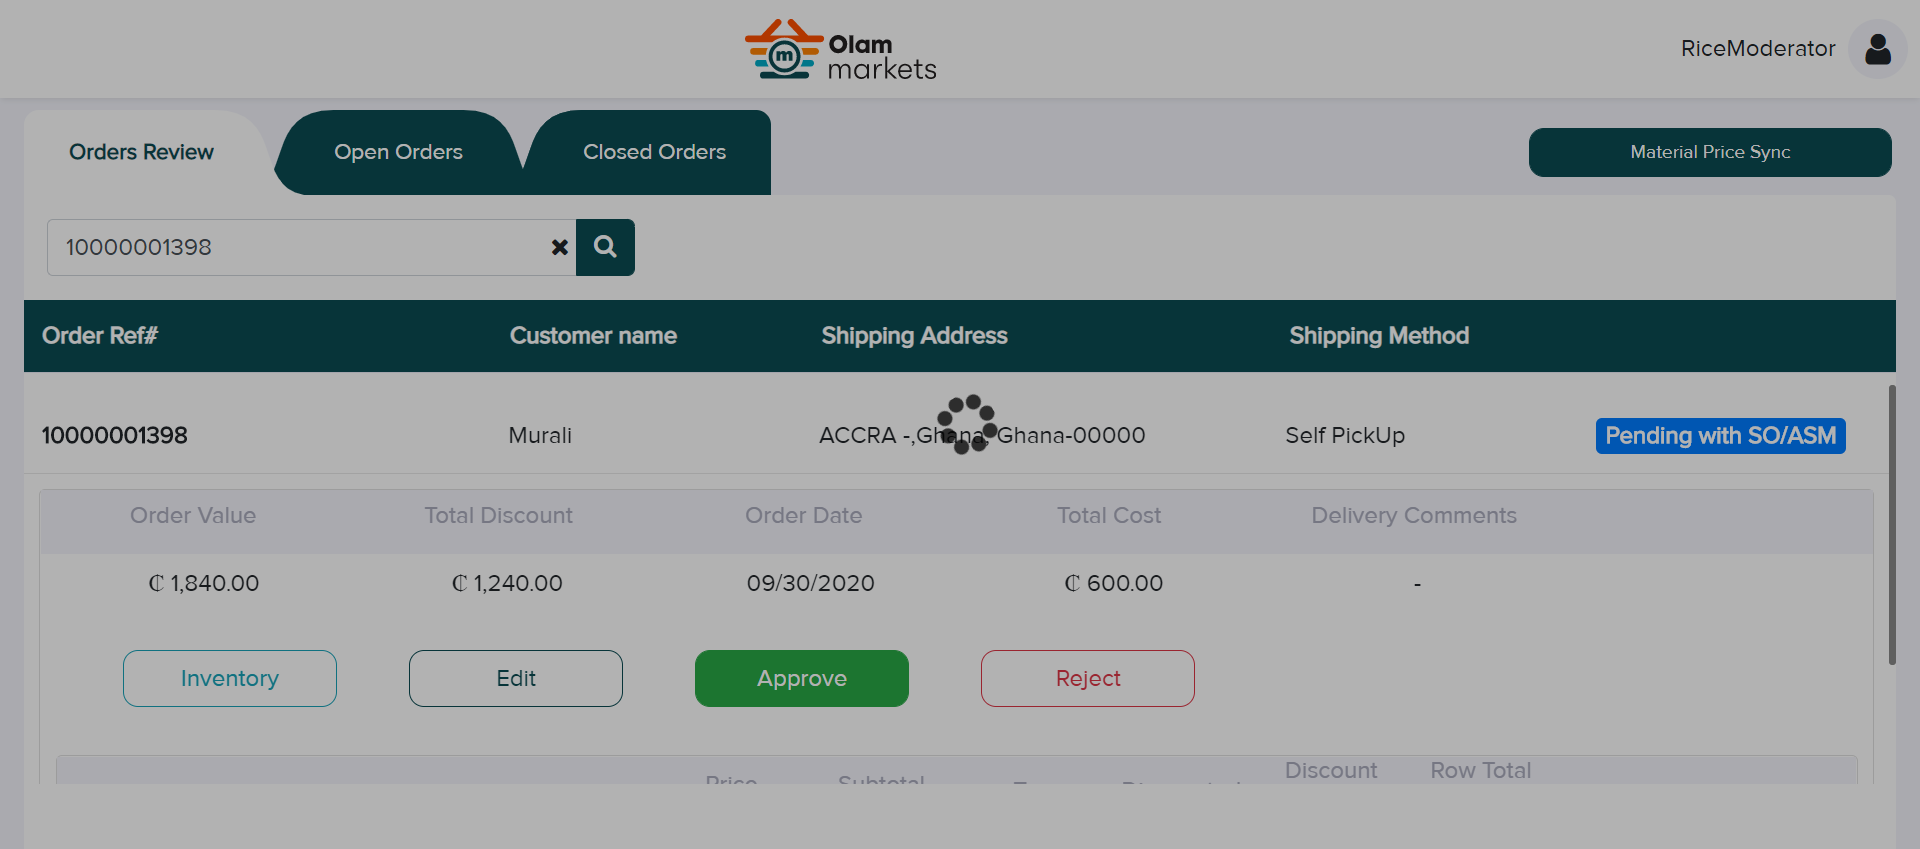 Olam
markets
RiceModerator
Orders Review
Open Orders
Closed Orders
Material Price Sync
10000001398
Order Ref#
Customer name
Shipping Address
Shipping Method
10000001398
Murali
ACCRA -,Ghana, Ghana-00000
Self PickUp
Pending with SO/ASM
Order Value
Total Discount
Order Date
Total Cost
Delivery Comments
₵ 1,840.00
₵ 1,240.00
09/30/2020
₵ 600.00
-
Inventory
Edit
Approve
Reject
Price
Subtotal
Discount
Row Total